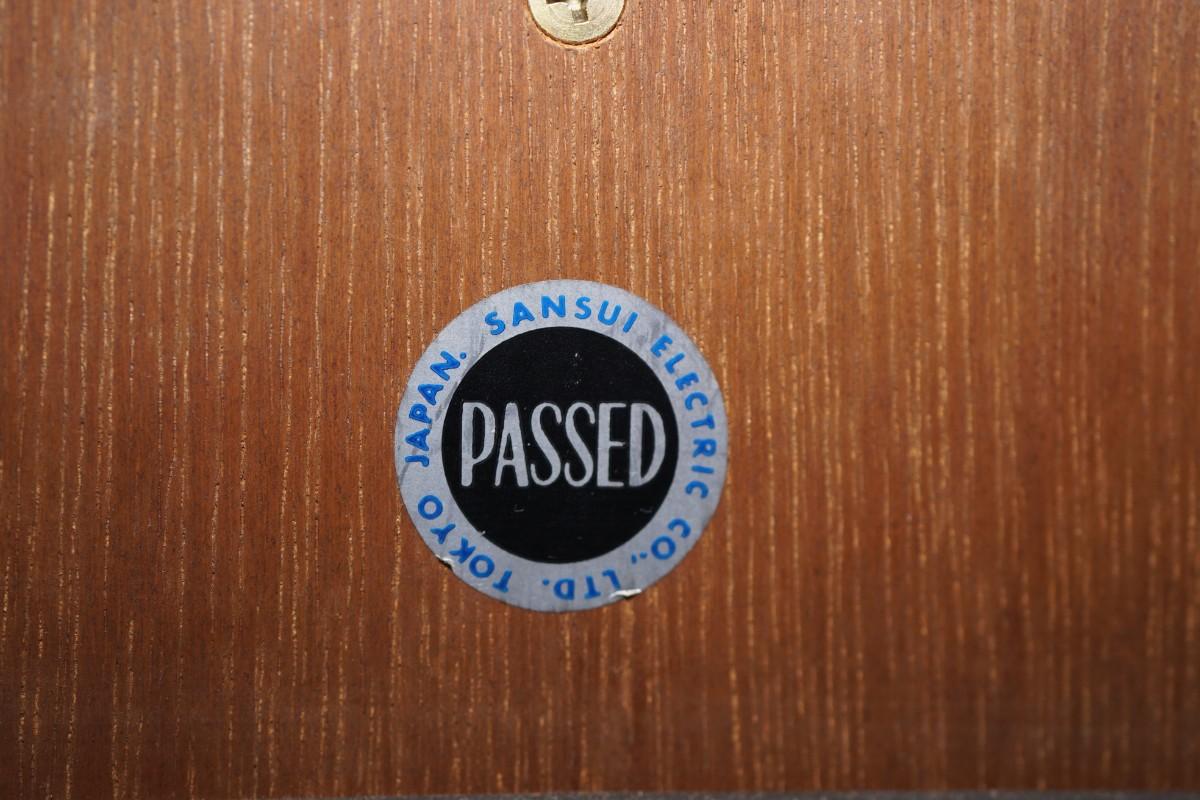 SANSUI ELECTRIC CO., LTD. TOKYO JAPAN.
PASSED